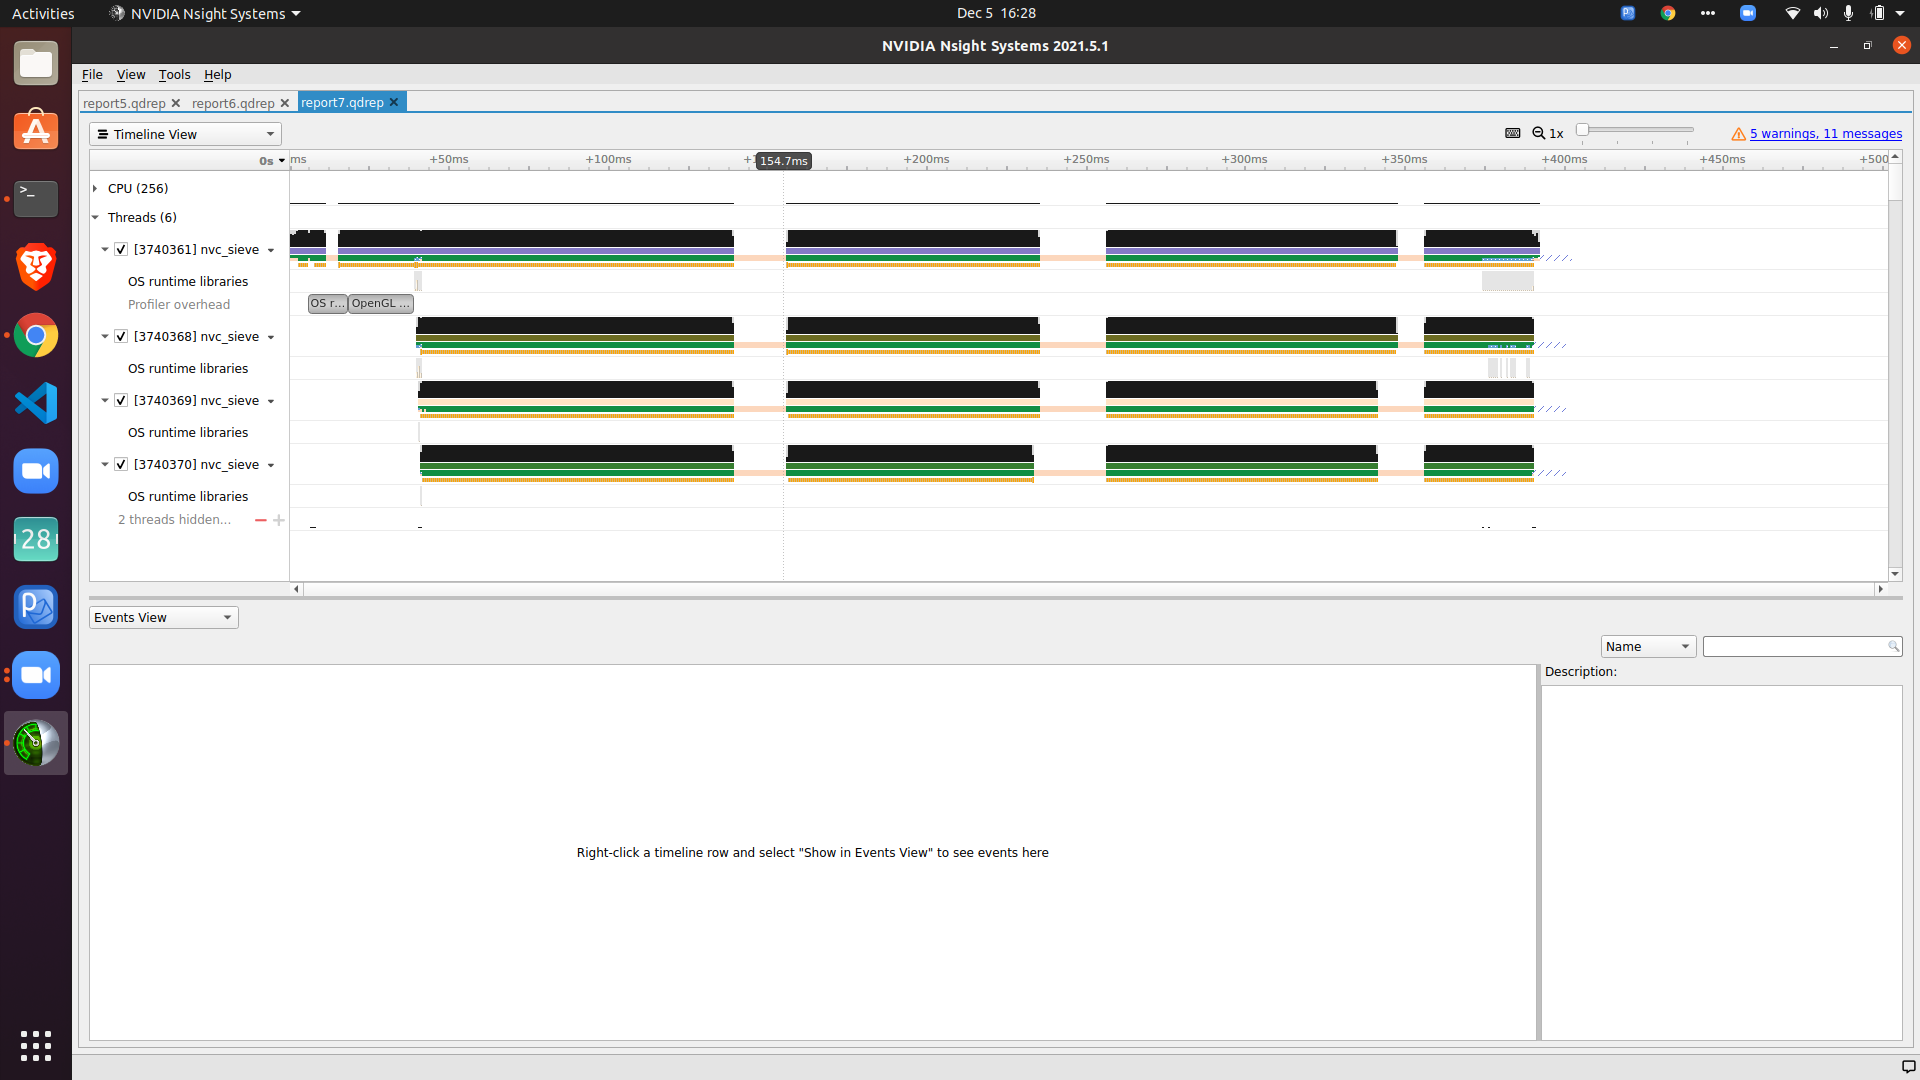 Activities
NVIDIA Nsight Systems
Dec 5 16:28
NVIDIA Nsight Systems 2021.5.1
File View Tools Help
report5.qdrep
report6.qdrep
report7.qdrep
Timeline View
1x
5 warnings, 11 messages
0s
ms
+50ms
+100ms
154.7ms
+200ms
+250ms
+300ms
+350ms
+400ms
+450ms
+500
CPU (256)
Threads (6)
[3740361] nvc_sieve
OS runtime libraries
Profiler overhead
OS r...
OpenGL ...
[3740368] nvc_sieve
OS runtime libraries
[3740369] nvc_sieve
OS runtime libraries
[3740370] nvc_sieve
OS runtime libraries
2 threads hidden...
28
Events View
Name
Description:
Right-click a timeline row and select "Show in Events View" to see events here